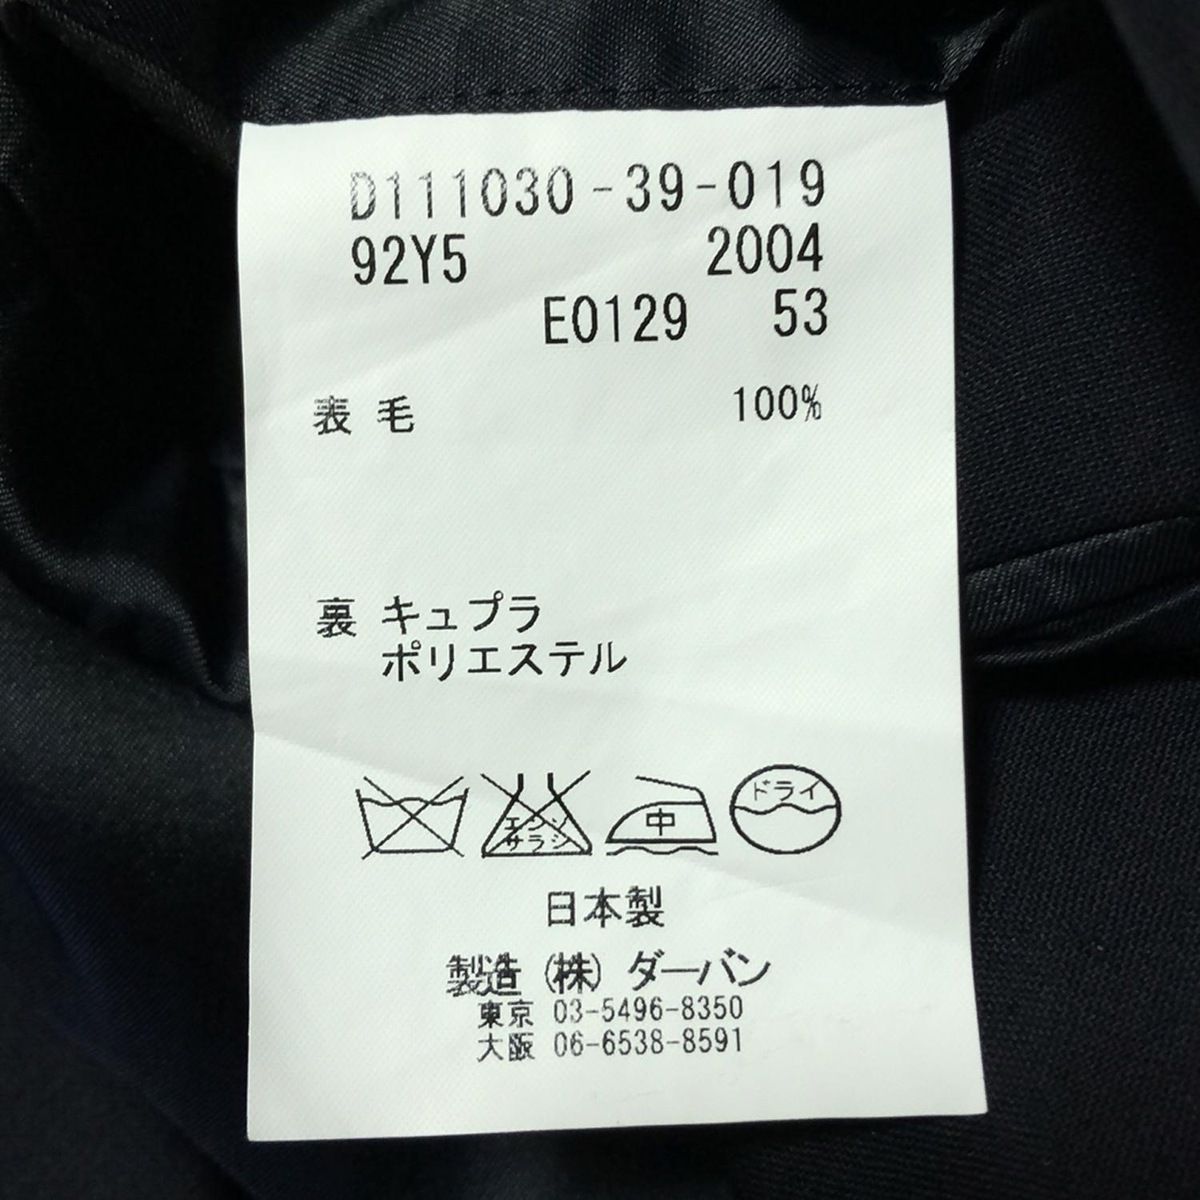 D111030-39-019
92Y5 2004
E0129 53
表 毛 100%
裏 キュプラ
ポリエステル
エンソ
サラシ
中
ドライ
日本製
製造 (株) ダーバン
東京 03-5496-8350
大阪 06-6538-8591